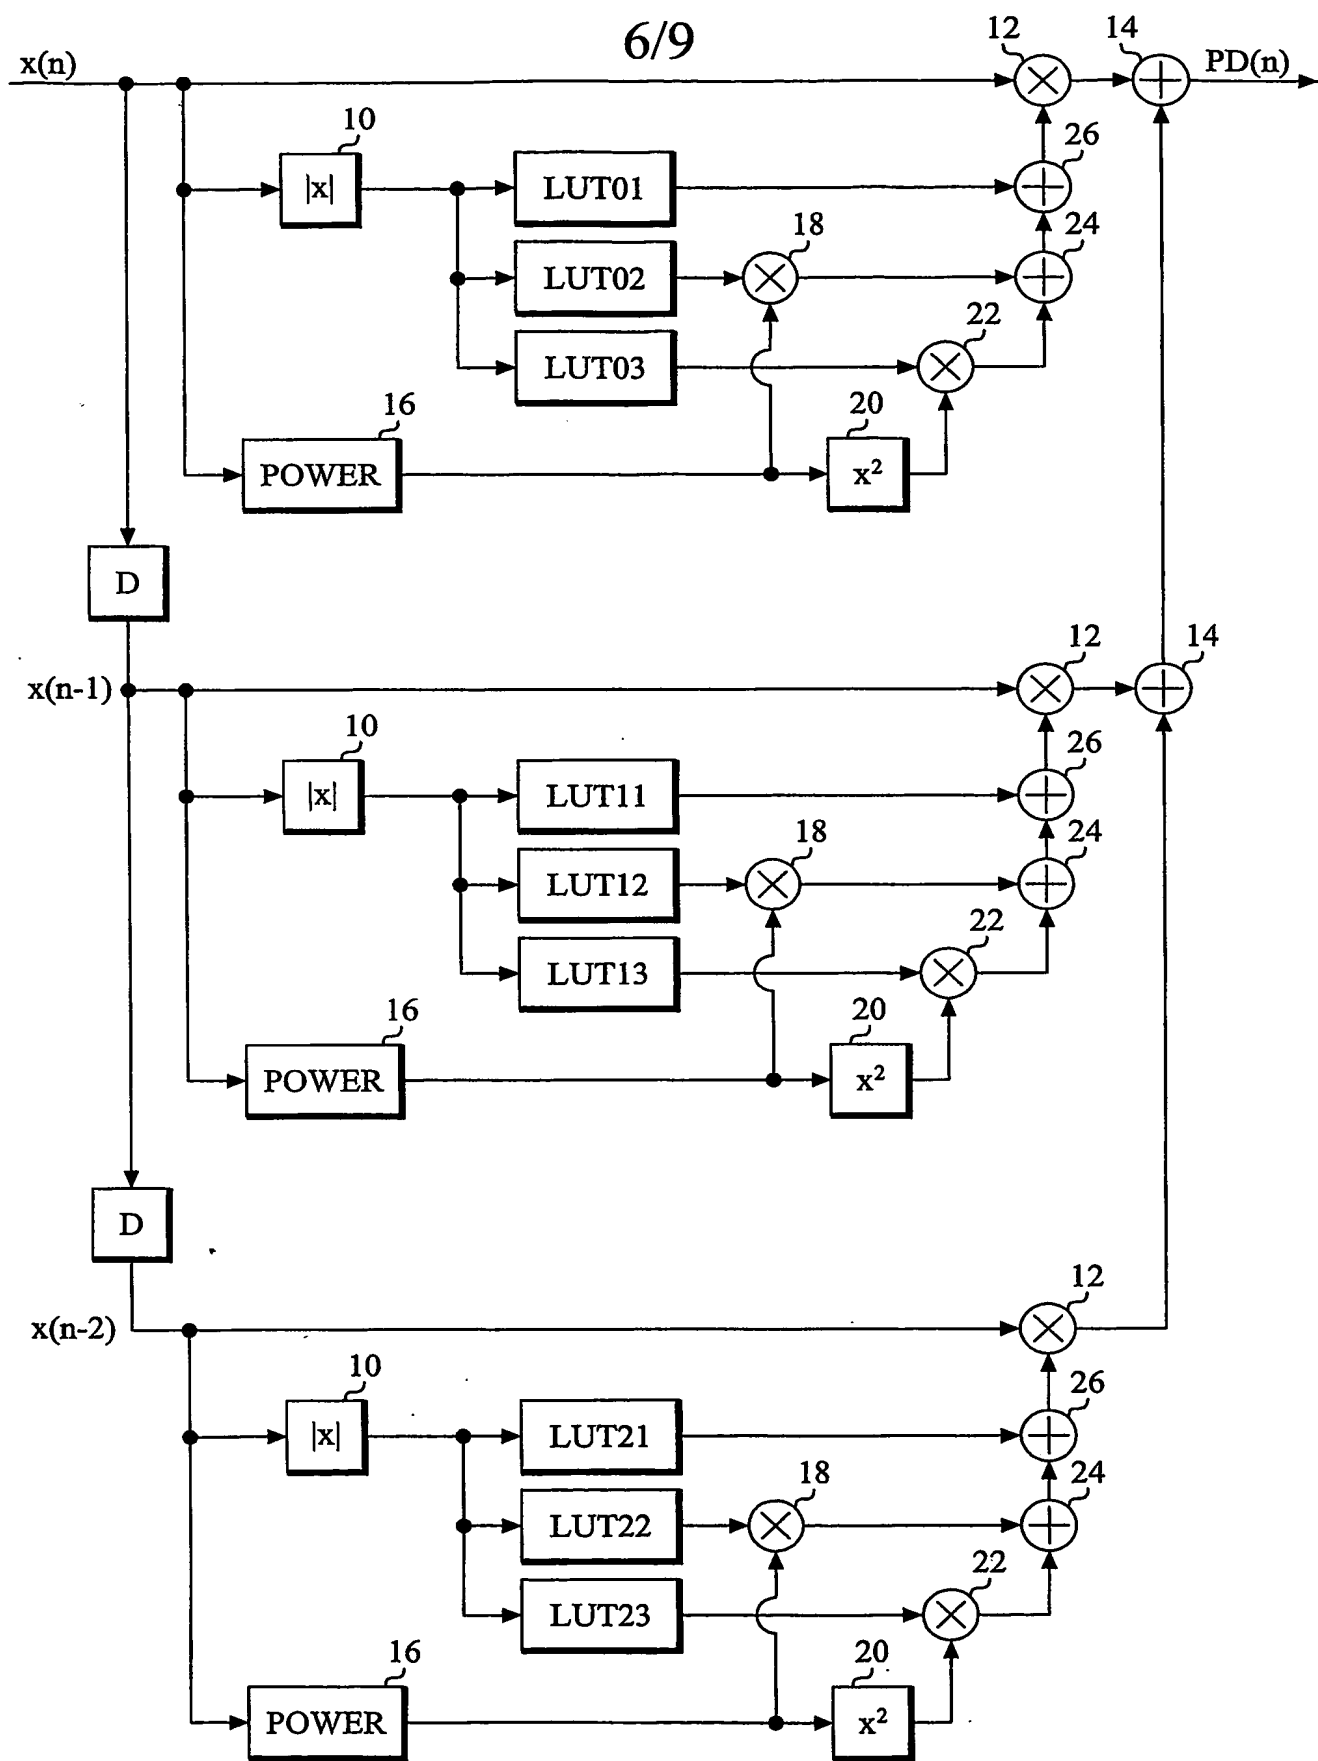 6/9
12 14
x(n) PD(n)
10
26
|x| LUT01
18 24
LUT02
22
LUT03
16 20
POWER x²
D
12 14
x(n-1)
10
26
|x| LUT11
18 24
LUT12
22
LUT13
16 20
POWER x²
D
12
x(n-2)
10 26
|x| LUT21
18 24
LUT22
22
LUT23
16 20
POWER x²